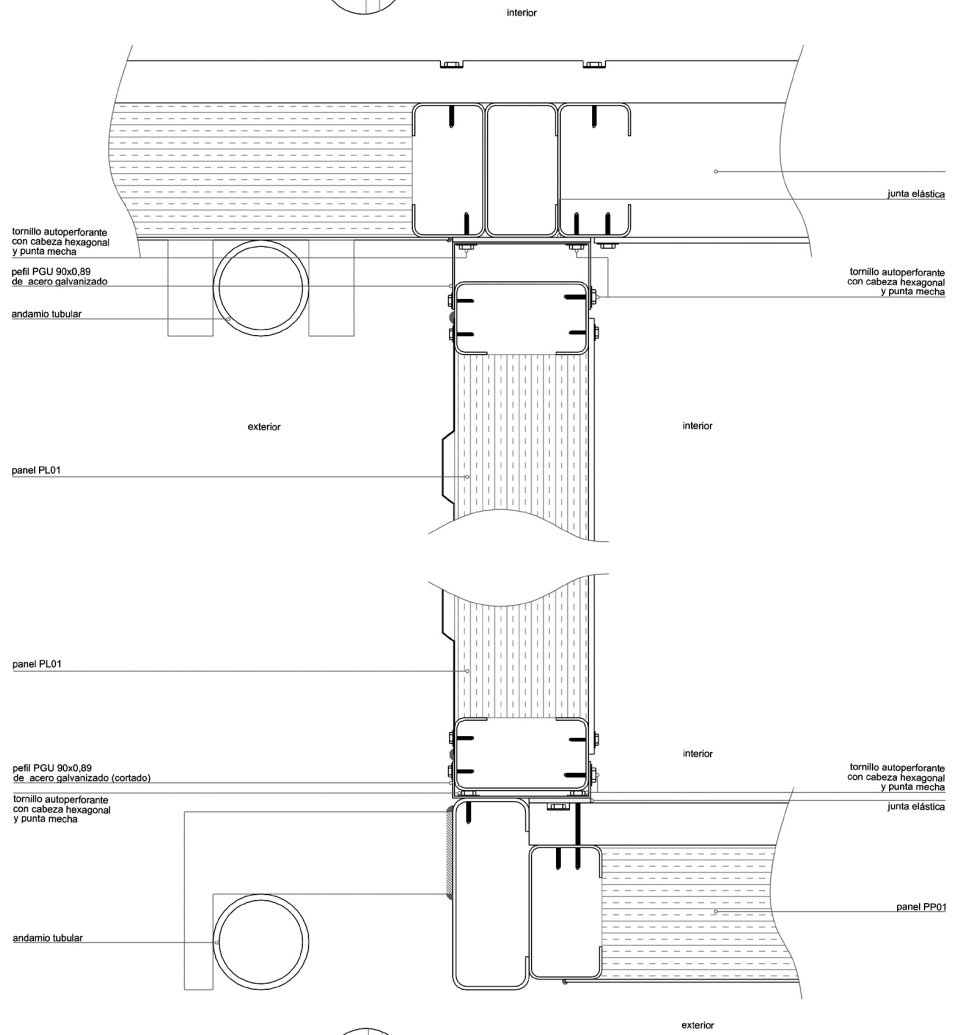 interior
junta elástica
tornillo autoperforante
con cabeza hexagonal
y punta mecha
pefil PGU 90x0,89
de acero galvanizado
andamio tubular
tornillo autoperforante
con cabeza hexagonal
y punta mecha
exterior
interior
panel PL01
panel PL01
interior
pefil PGU 90x0,89
de acero galvanizado (cortado)
tornillo autoperforante
con cabeza hexagonal
y punta mecha
tornillo autoperforante
con cabeza hexagonal
y punta mecha
junta elástica
panel PP01
andamio tubular
exterior